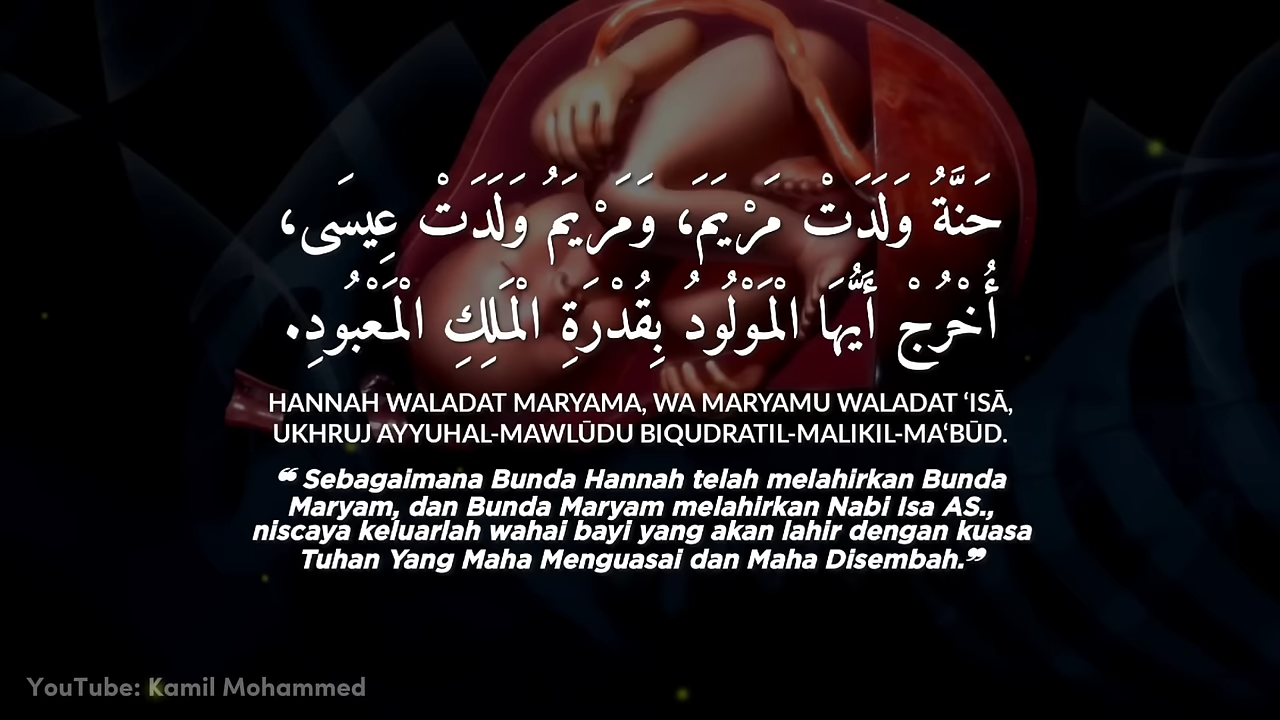 حَنَّةُ وَلَدَتْ مَرْيَمَ، وَمَرْيَمُ وَلَدَتْ عِيسَى،
أُخْرُجْ أَيُّهَا الْمَوْلُودُ بِقُدْرَةِ الْمَلِكِ الْمَعْبُودِ.
HANNAH WALADAT MARYAMA, WA MARYAMU WALADAT ‘ISĀ,
UKHRUJ AYYUHAL-MAWLŪDU BIQUDRATIL-MALIKIL-MA‘BŪD.
❝ Sebagaimana Bunda Hannah telah melahirkan Bunda
Maryam, dan Bunda Maryam melahirkan Nabi Isa AS.,
niscaya keluarlah wahai bayi yang akan lahir dengan kuasa
Tuhan Yang Maha Menguasai dan Maha Disembah.❞
YouTube: Kamil Mohammed